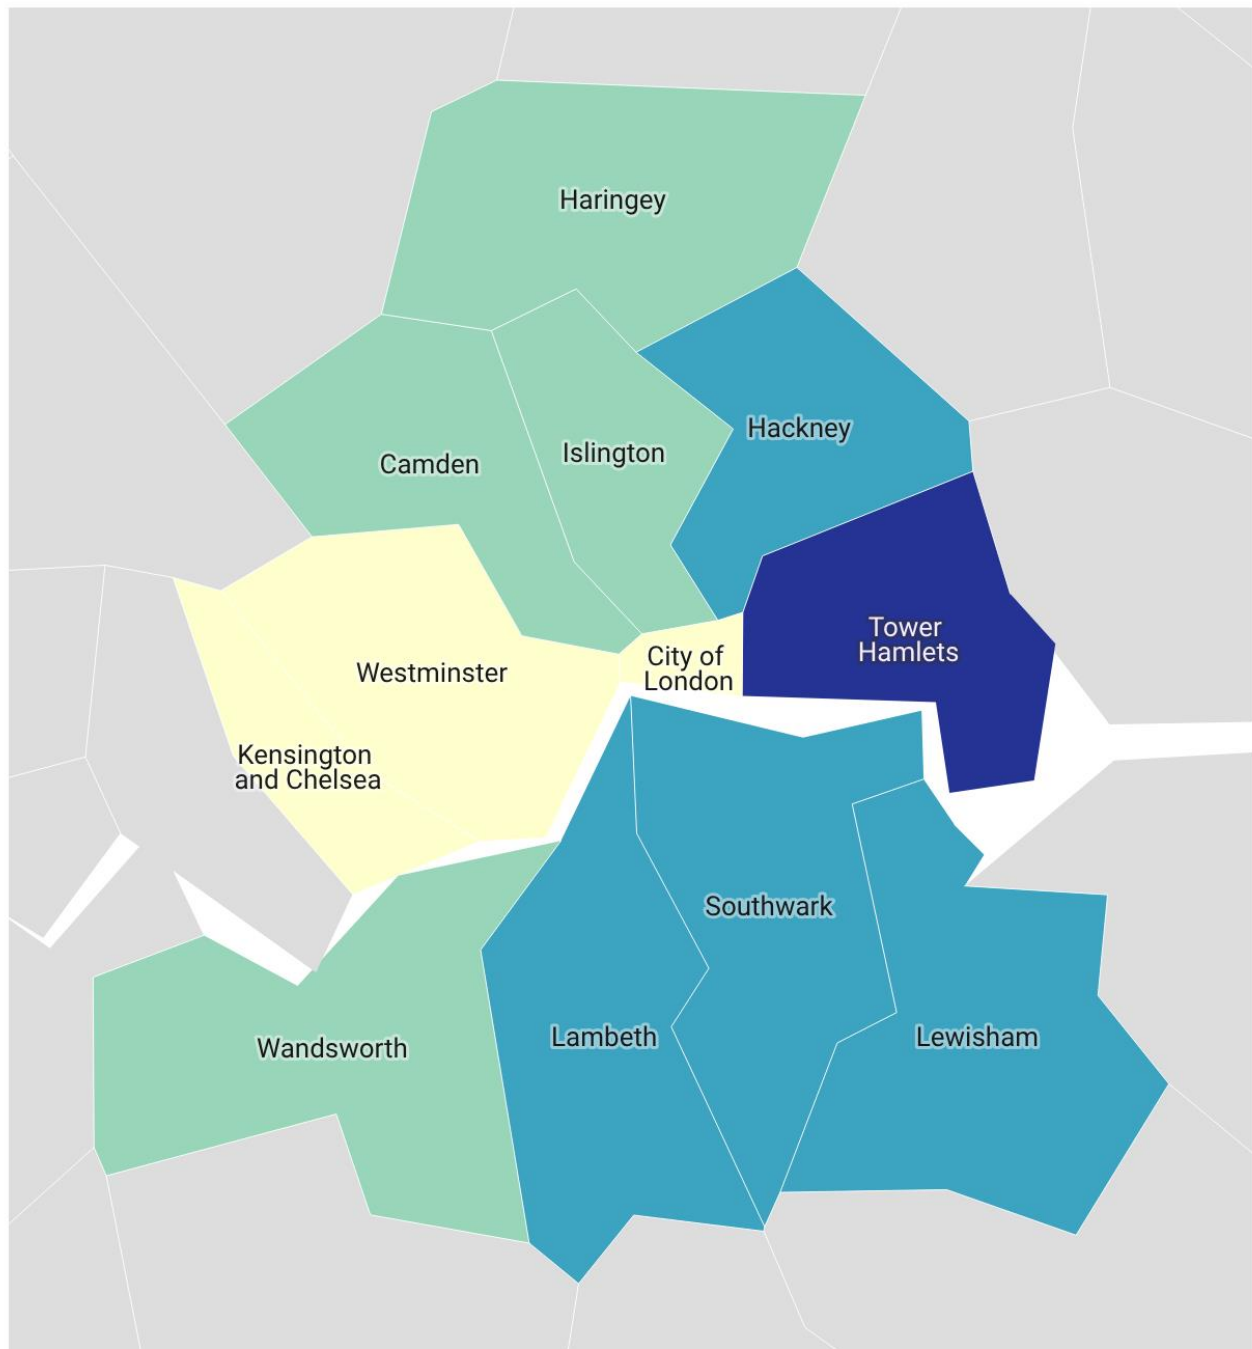 Haringey
Hackney
Islington
Camden
Tower
Hamlets
City of
London
Westminster
Kensington
and Chelsea
Southwark
Lambeth
Lewisham
Wandsworth